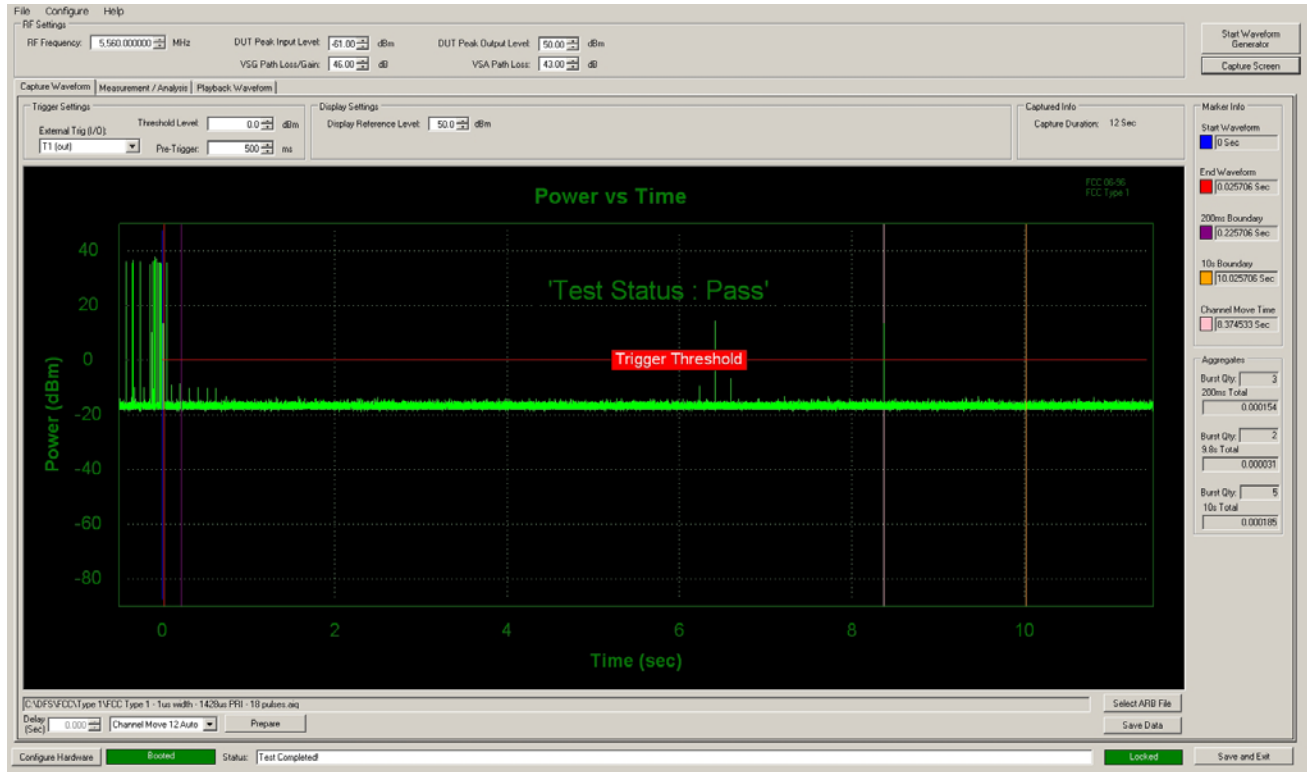 File Configure Help
RF Settings
RF Frequency: 5,560.000000 MHz DUT Peak Input Level: -61.00 dBm DUT Peak Output Level: 50.00 dBm
VSG Path Loss/Gain: 46.00 dB VSA Path Loss: 43.00 dB
Start Waveform Generator
Capture Screen
Capture Waveform Measurement / Analysis Playback Waveform
Trigger Settings
External Trig (I/O): Threshold Level: 0.0 dBm
T1 (out) Pre-Trigger: 500 ms
Display Settings
Display Reference Level: 50.0 dBm
Captured Info
Capture Duration: 12 Sec
Power vs Time
FCC 06-96
FCC Type 1
'Test Status : Pass'
Trigger Threshold
Power (dBm)
40
20
0
-20
-40
-60
-80
0 2 4 6 8 10
Time (sec)
Marker Info
Start Waveform
0 Sec
End Waveform
0.025706 Sec
200ms Boundary
0.225706 Sec
10s Boundary
10.025706 Sec
Channel Move Time
8.374533 Sec
Aggregates
Burst Qty: 3
200ms Total
0.000154
Burst Qty: 2
9.8s Total
0.000031
Burst Qty: 5
10s Total
0.000185
C:\DFS\FCC\Type 1\FCC Type 1 - 1us width - 1428us PRI - 18 pulses.aiq
Select ARB File
Delay (Sec) 0.000 Channel Move 12 Auto Prepare
Save Data
Configure Hardware Booted Status: Test Completed! Locked Save and Exit